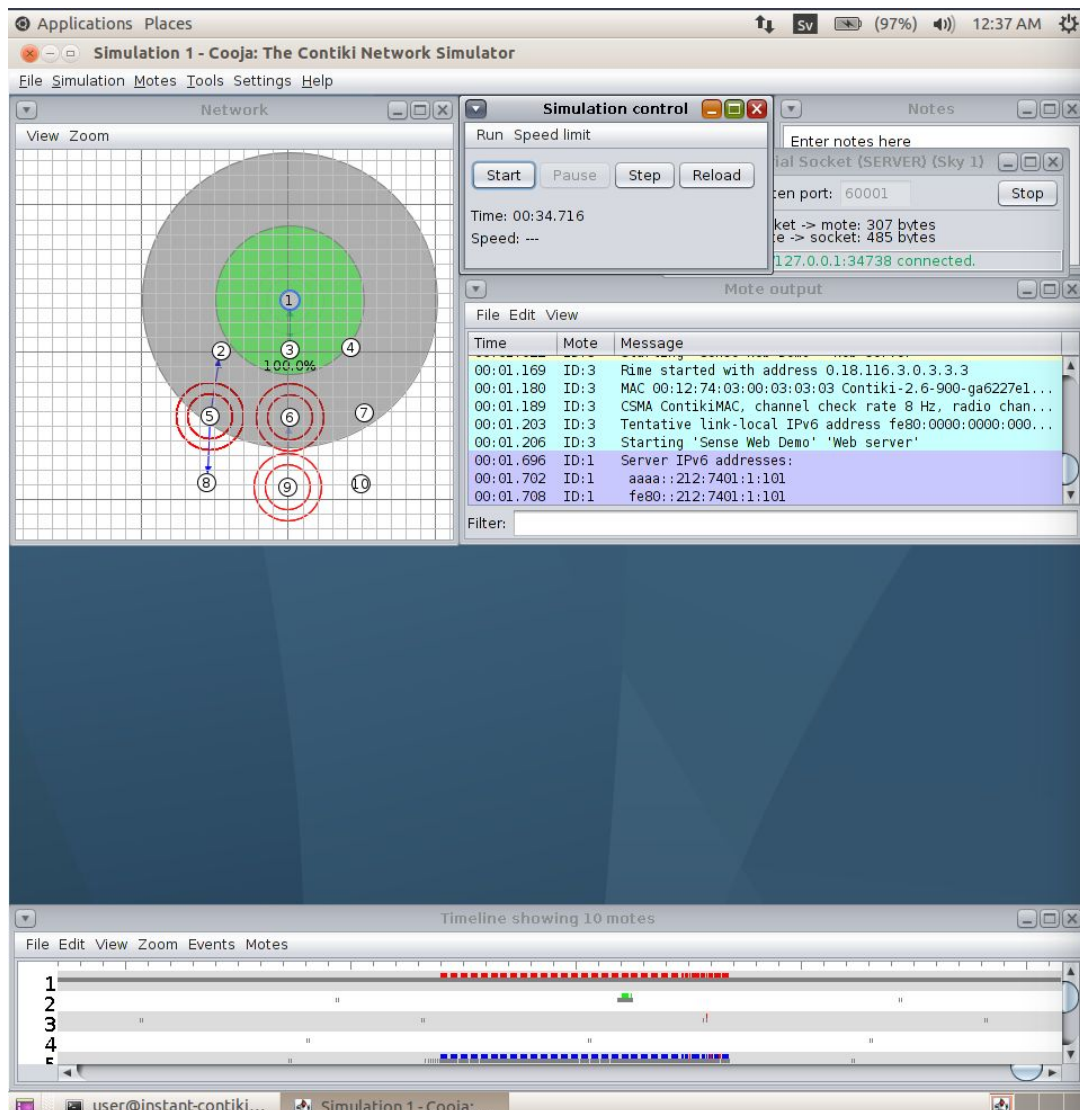 Applications Places Sv (97%) 12:37 AM
Simulation 1 - Cooja: The Contiki Network Simulator
File Simulation Motes Tools Settings Help
Network
View Zoom
1
2
3
4
100.0%
5
6
7
8
9
10
Simulation control
Run Speed limit
Start Pause Step Reload
Time: 00:34.716
Speed: ---
Notes
Enter notes here
ial Socket (SERVER) (Sky 1)
ten port: 60001 Stop
ket -> mote: 307 bytes
e -> socket: 485 bytes
127.0.0.1:34738 connected.
Mote output
File Edit View
Time Mote Message
00:01.169 ID:3 Rime started with address 0.18.116.3.0.3.3.3
00:01.180 ID:3 MAC 00:12:74:03:00:03:03:03 Contiki-2.6-900-ga6227e1...
00:01.189 ID:3 CSMA ContikiMAC, channel check rate 8 Hz, radio chan...
00:01.203 ID:3 Tentative link-local IPv6 address fe80:0000:0000:000...
00:01.206 ID:3 Starting 'Sense Web Demo' 'Web server'
00:01.696 ID:1 Server IPv6 addresses:
00:01.702 ID:1 aaaa::212:7401:1:101
00:01.708 ID:1 fe80::212:7401:1:101
Filter:
Timeline showing 10 motes
File Edit View Zoom Events Motes
1
2
3
4
5
user@instant-contiki... Simulation 1 - Cooja: